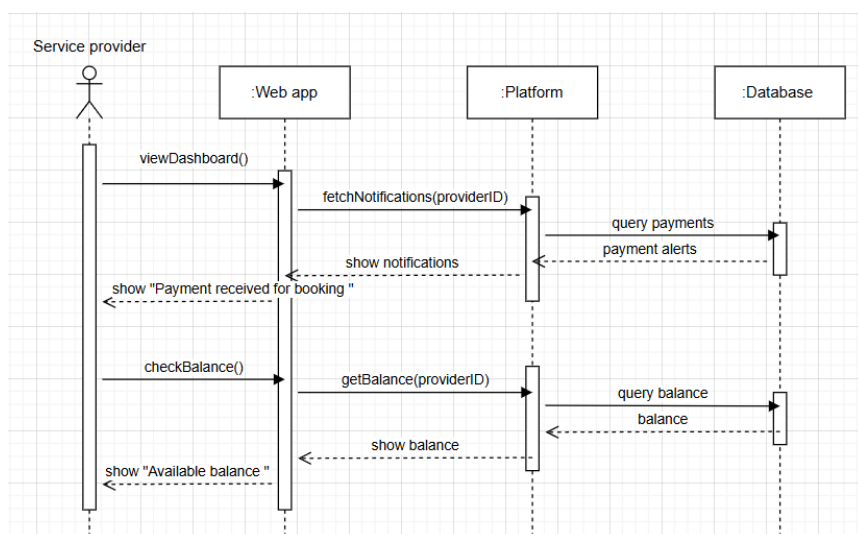 Service provider
:Web app
:Platform
:Database
viewDashboard()
fetchNotifications(providerID)
query payments
payment alerts
show notifications
show "Payment received for booking "
checkBalance()
getBalance(providerID)
query balance
balance
show balance
show "Available balance "